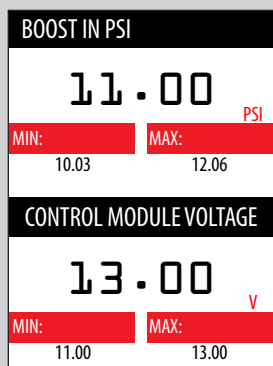 BOOST IN PSI
11.00
PSI
MIN: MAX:
10.03 12.06
CONTROL MODULE VOLTAGE
13.00
V
MIN: MAX:
11.00 13.00